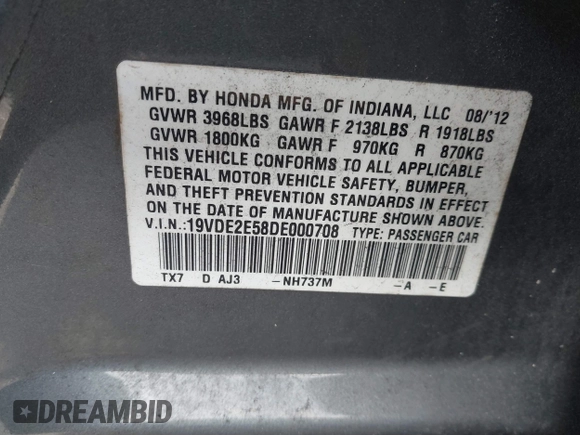 MFD. BY HONDA MFG. OF INDIANA, LLC 08/'12
GVWR 3968LBS GAWR F 2138LBS R 1918LBS
GVWR 1800KG GAWR F 970KG R 870KG
THIS VEHICLE CONFORMS TO ALL APPLICABLE
FEDERAL MOTOR VEHICLE SAFETY, BUMPER,
AND THEFT PREVENTION STANDARDS IN EFFECT
ON THE DATE OF MANUFACTURE SHOWN ABOVE.
V.I.N.:19VDE2E58DE000708 TYPE: PASSENGER CAR
TX7 D AJ3 –NH737M –A –E
DREAMBID